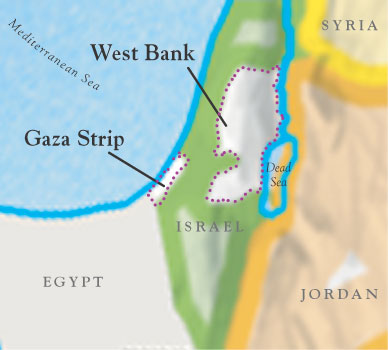 SYRIA
Mediterranean Sea
West Bank
Gaza Strip
Dead
Sea
ISRAEL
EGYPT
JORDAN